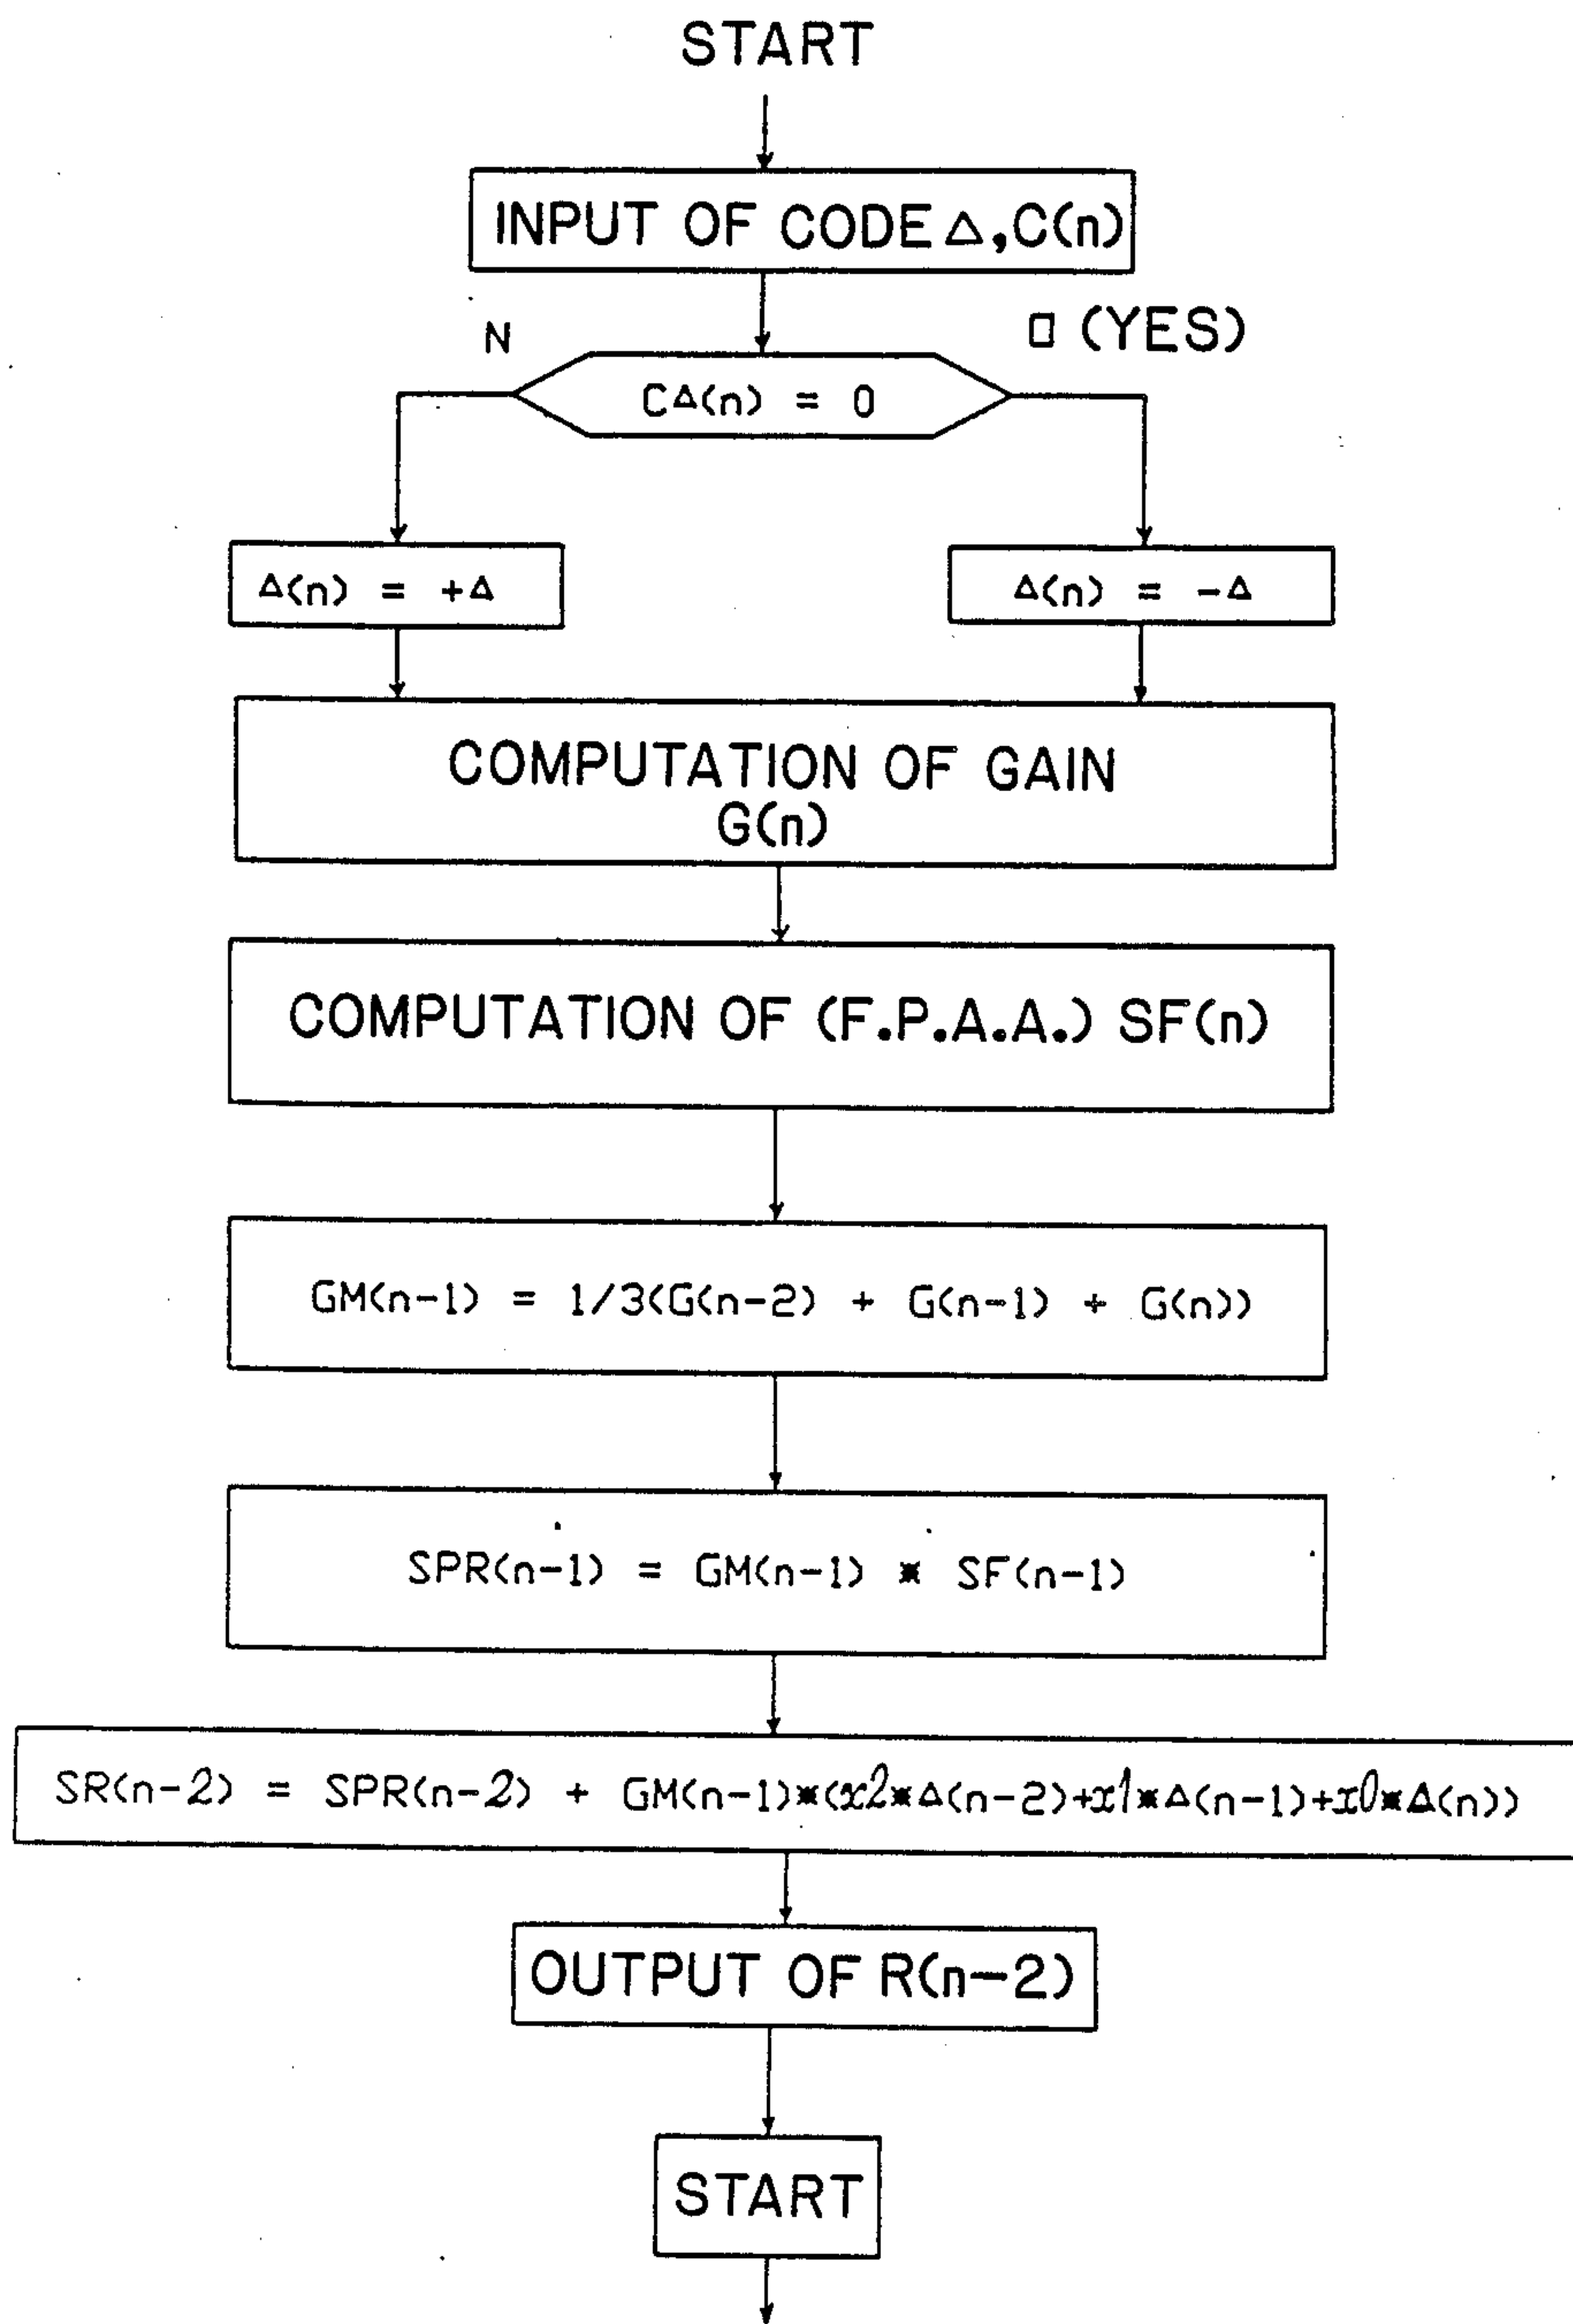 START
INPUT OF CODE Δ,C(n)
N
□ (YES)
CΔ(n) = 0
Δ(n) = +Δ
Δ(n) = -Δ
COMPUTATION OF GAIN
G(n)
COMPUTATION OF (F.P.A.A.) SF(n)
GM(n-1) = 1/3(G(n-2) + G(n-1) + G(n))
SPR(n-1) = GM(n-1) * SF(n-1)
SR(n-2) = SPR(n-2) + GM(n-1)*(x2*Δ(n-2)+x1*Δ(n-1)+x0*Δ(n))
OUTPUT OF R(n-2)
START